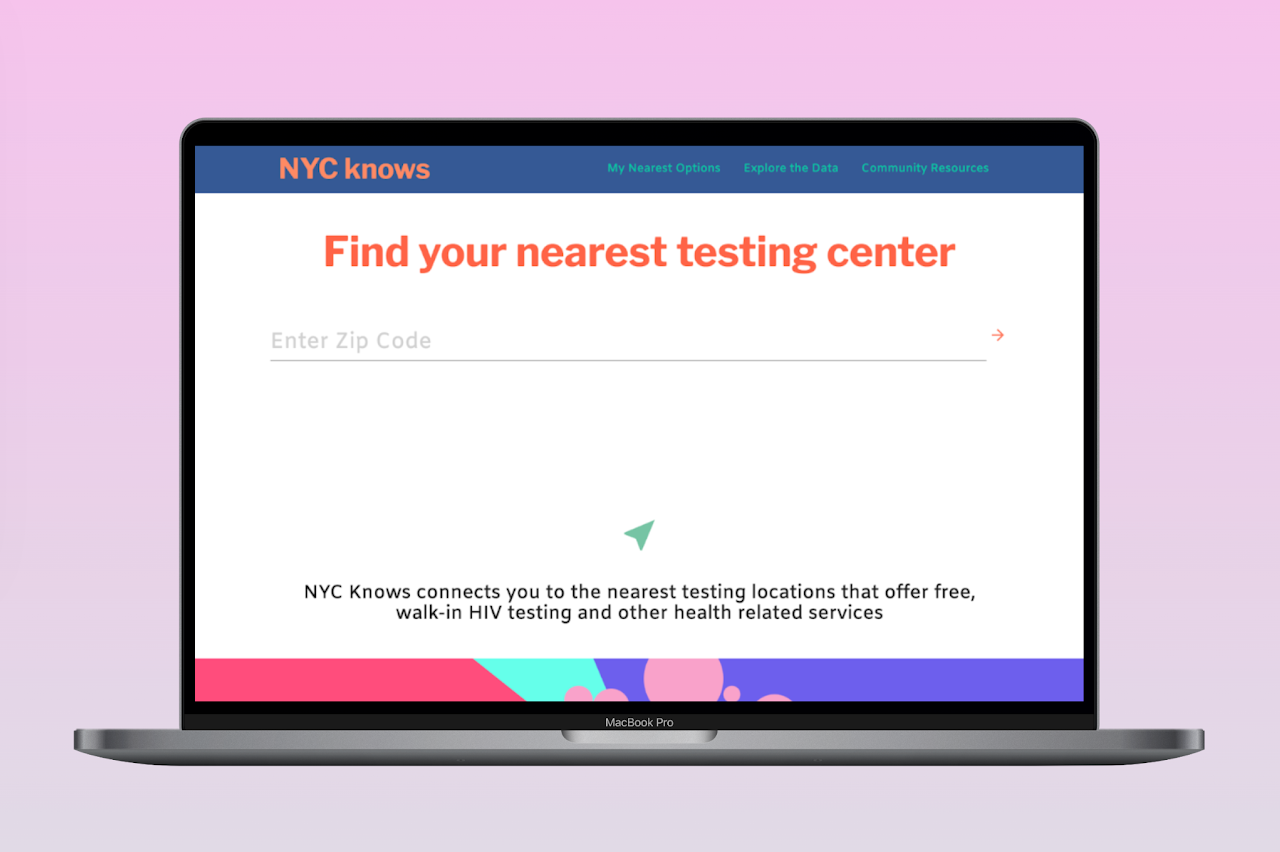 NYC knows
My Nearest Options
Explore the Data
Community Resources
Find your nearest testing center
Enter Zip Code
NYC Knows connects you to the nearest testing locations that offer free,
walk-in HIV testing and other health related services
MacBook Pro